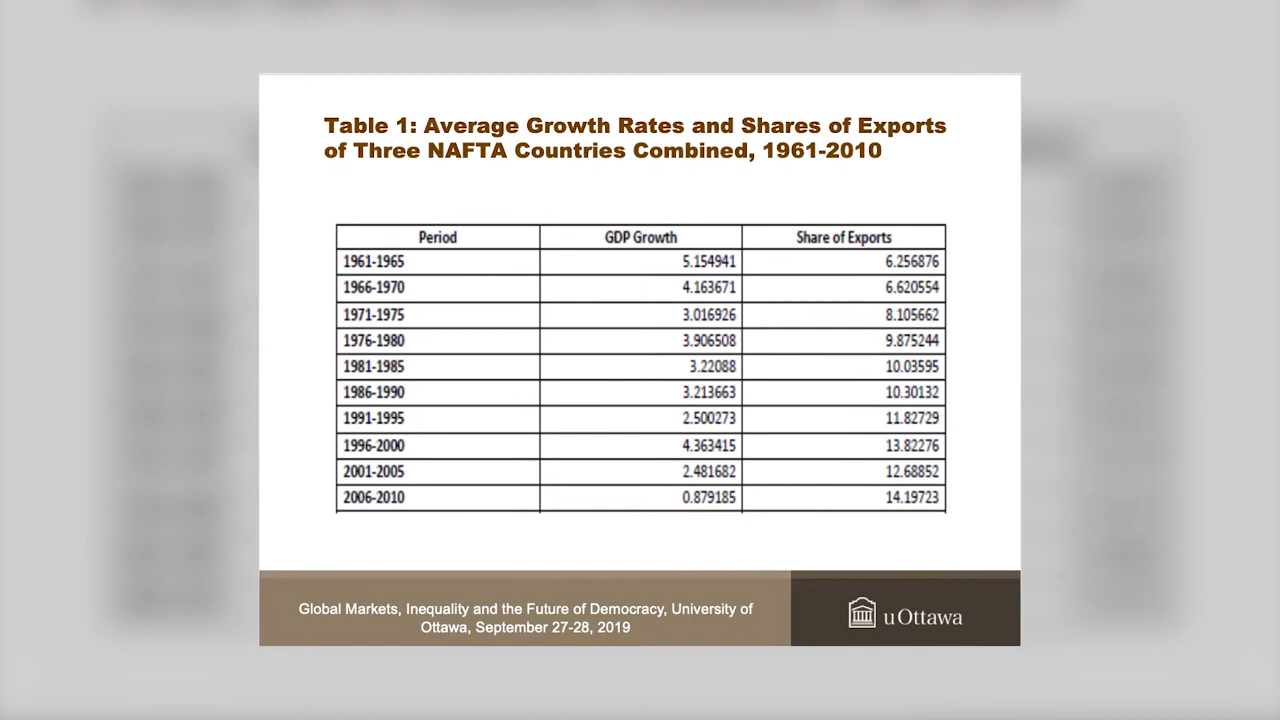 Table 1: Average Growth Rates and Shares of Exports
of Three NAFTA Countries Combined, 1961-2010
Period GDP Growth Share of Exports
1961-1965 5.154941 6.256876
1966-1970 4.163671 6.620554
1971-1975 3.016926 8.105662
1976-1980 3.906508 9.875244
1981-1985 3.22088 10.03595
1986-1990 3.213663 10.30132
1991-1995 2.500273 11.82729
1996-2000 4.363415 13.82276
2001-2005 2.481682 12.68852
2006-2010 0.879185 14.19723
Global Markets, Inequality and the Future of Democracy, University of
Ottawa, September 27-28, 2019
uOttawa